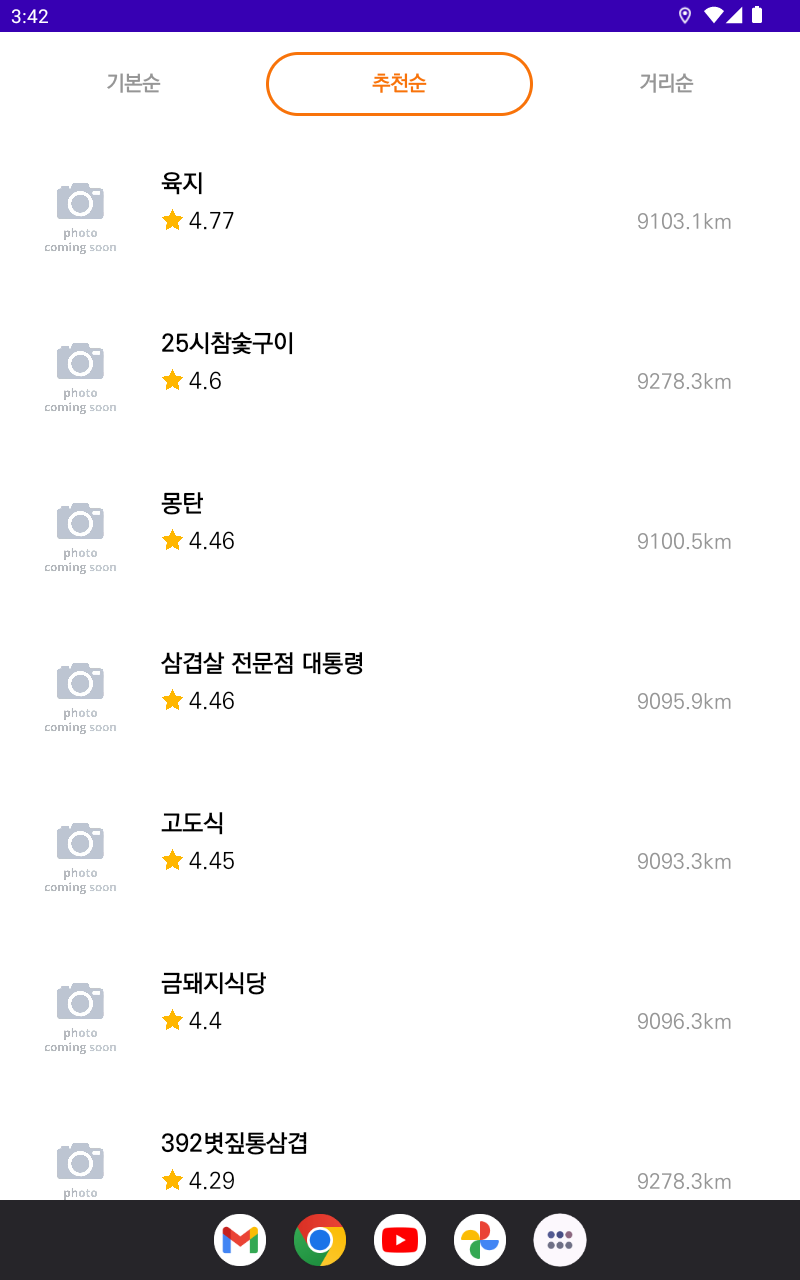 3:42
기본순 추천순 거리순
육지
4.77 9103.1km
photo
coming soon
25시참숯구이
4.6 9278.3km
photo
coming soon
몽탄
4.46 9100.5km
photo
coming soon
삼겹살 전문점 대통령
4.46 9095.9km
photo
coming soon
고도식
4.45 9093.3km
photo
coming soon
금돼지식당
4.4 9096.3km
photo
coming soon
392볏짚통삼겹
4.29 9278.3km
photo